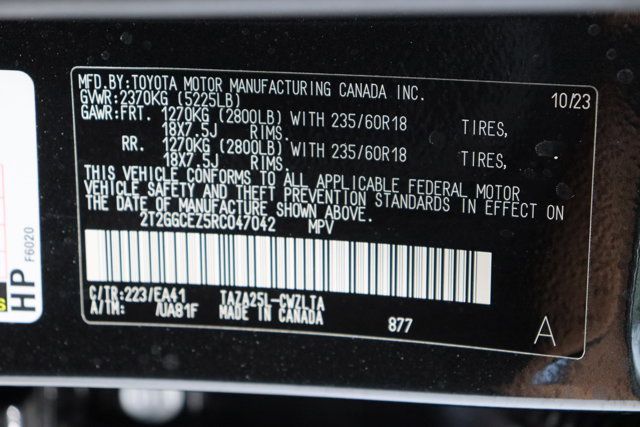 MFD.BY:TOYOTA MOTOR MANUFACTURING CANADA INC. 10/23
GVWR:2370KG (5225LB)
GAWR:FRT. 1270KG (2800LB) WITH 235/60R18 TIRES,
18X7.5J RIMS.
RR. 1270KG (2800LB) WITH 235/60R18 TIRES,
18X7.5J RIMS.
THIS VEHICLE CONFORMS TO ALL APPLICABLE FEDERAL MOTOR
VEHICLE SAFETY AND THEFT PREVENTION STANDARDS IN EFFECT ON
THE DATE OF MANUFACTURE SHOWN ABOVE.
2T2GGCEZ5RC047042 MPV
C/TR:223/EA41 TAZA25L-CWZLTA
A/TM: /UA81F MADE IN CANADA 877 A
HP
F6020
S